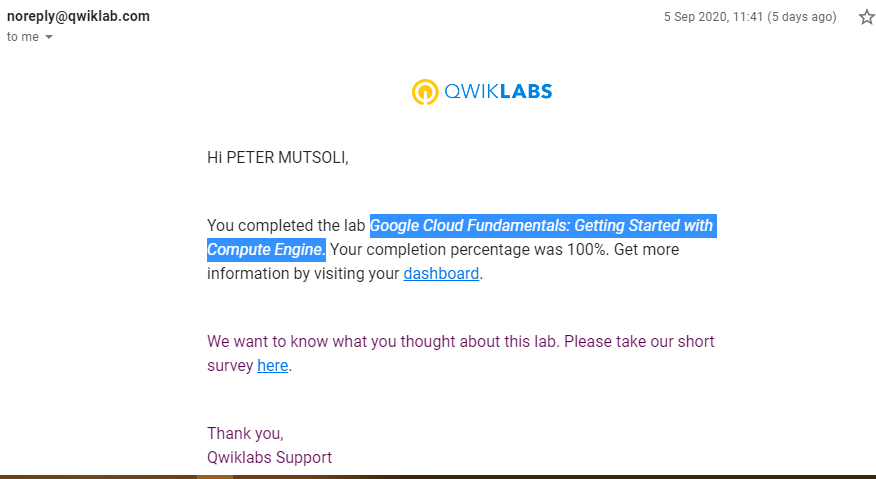 noreply@qwiklab.com
5 Sep 2020, 11:41 (5 days ago)
to me
QWIKLABS
Hi PETER MUTSOLI,
You completed the lab Google Cloud Fundamentals: Getting Started with
Compute Engine. Your completion percentage was 100%. Get more
information by visiting your dashboard.
We want to know what you thought about this lab. Please take our short
survey here.
Thank you,
Qwiklabs Support